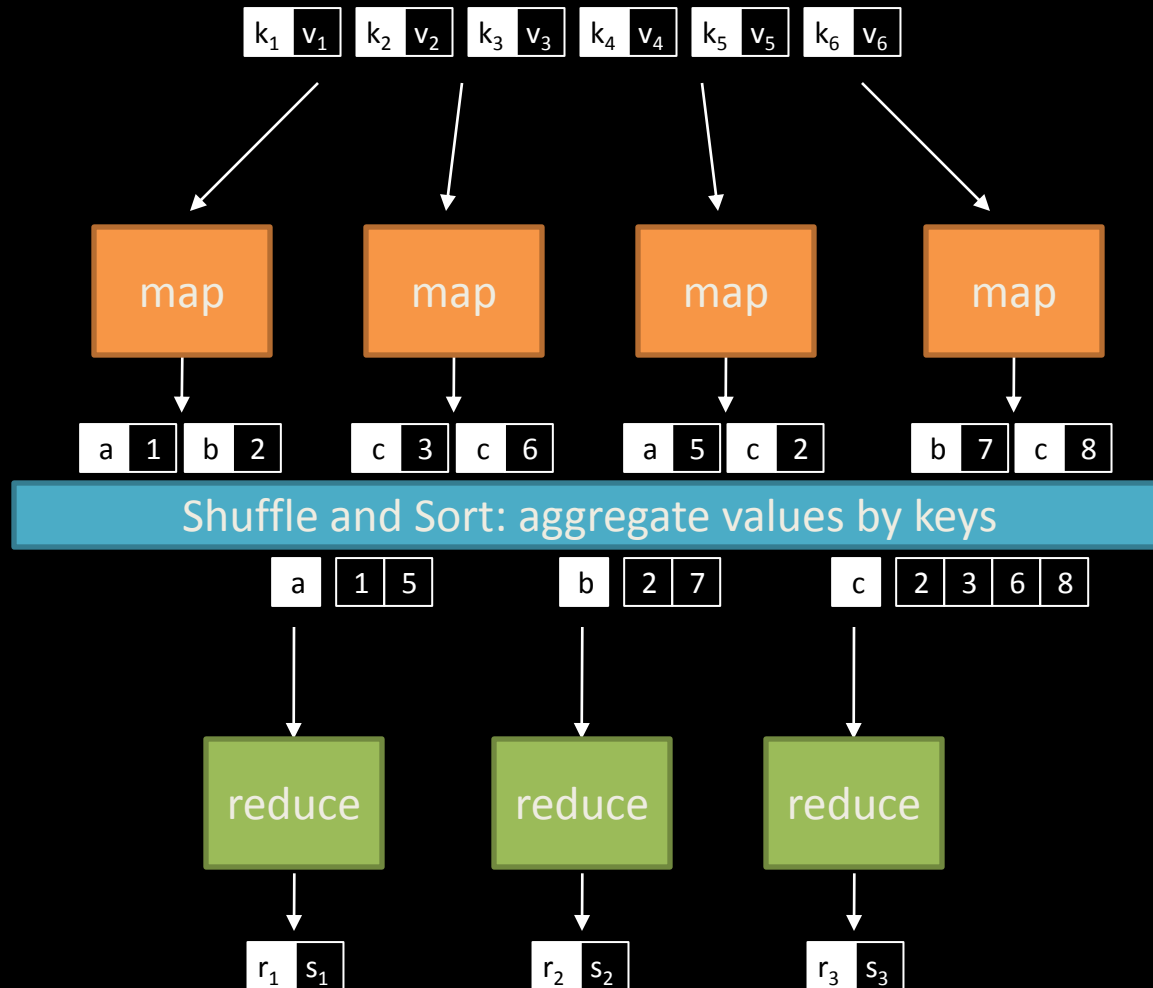 k₁ v₁ k₂ v₂ k₃ v₃ k₄ v₄ k₅ v₅ k₆ v₆
map map map map
a 1 b 2 c 3 c 6 a 5 c 2 b 7 c 8
Shuffle and Sort: aggregate values by keys
a 1 5 b 2 7 c 2 3 6 8
reduce reduce reduce
r₁ s₁ r₂ s₂ r₃ s₃